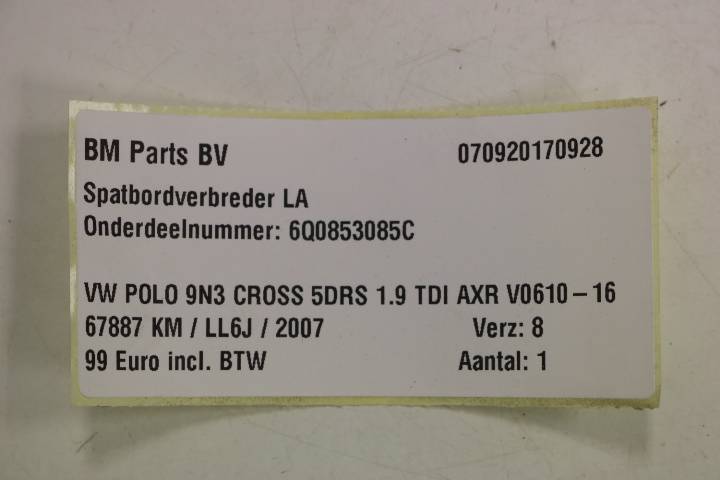 BM Parts BV 070920170928
Spatbordverbreder LA
Onderdeelnummer: 6Q0853085C
VW POLO 9N3 CROSS 5DRS 1.9 TDI AXR V0610-16
67887 KM / LL6J / 2007 Verz: 8
99 Euro incl. BTW Aantal: 1